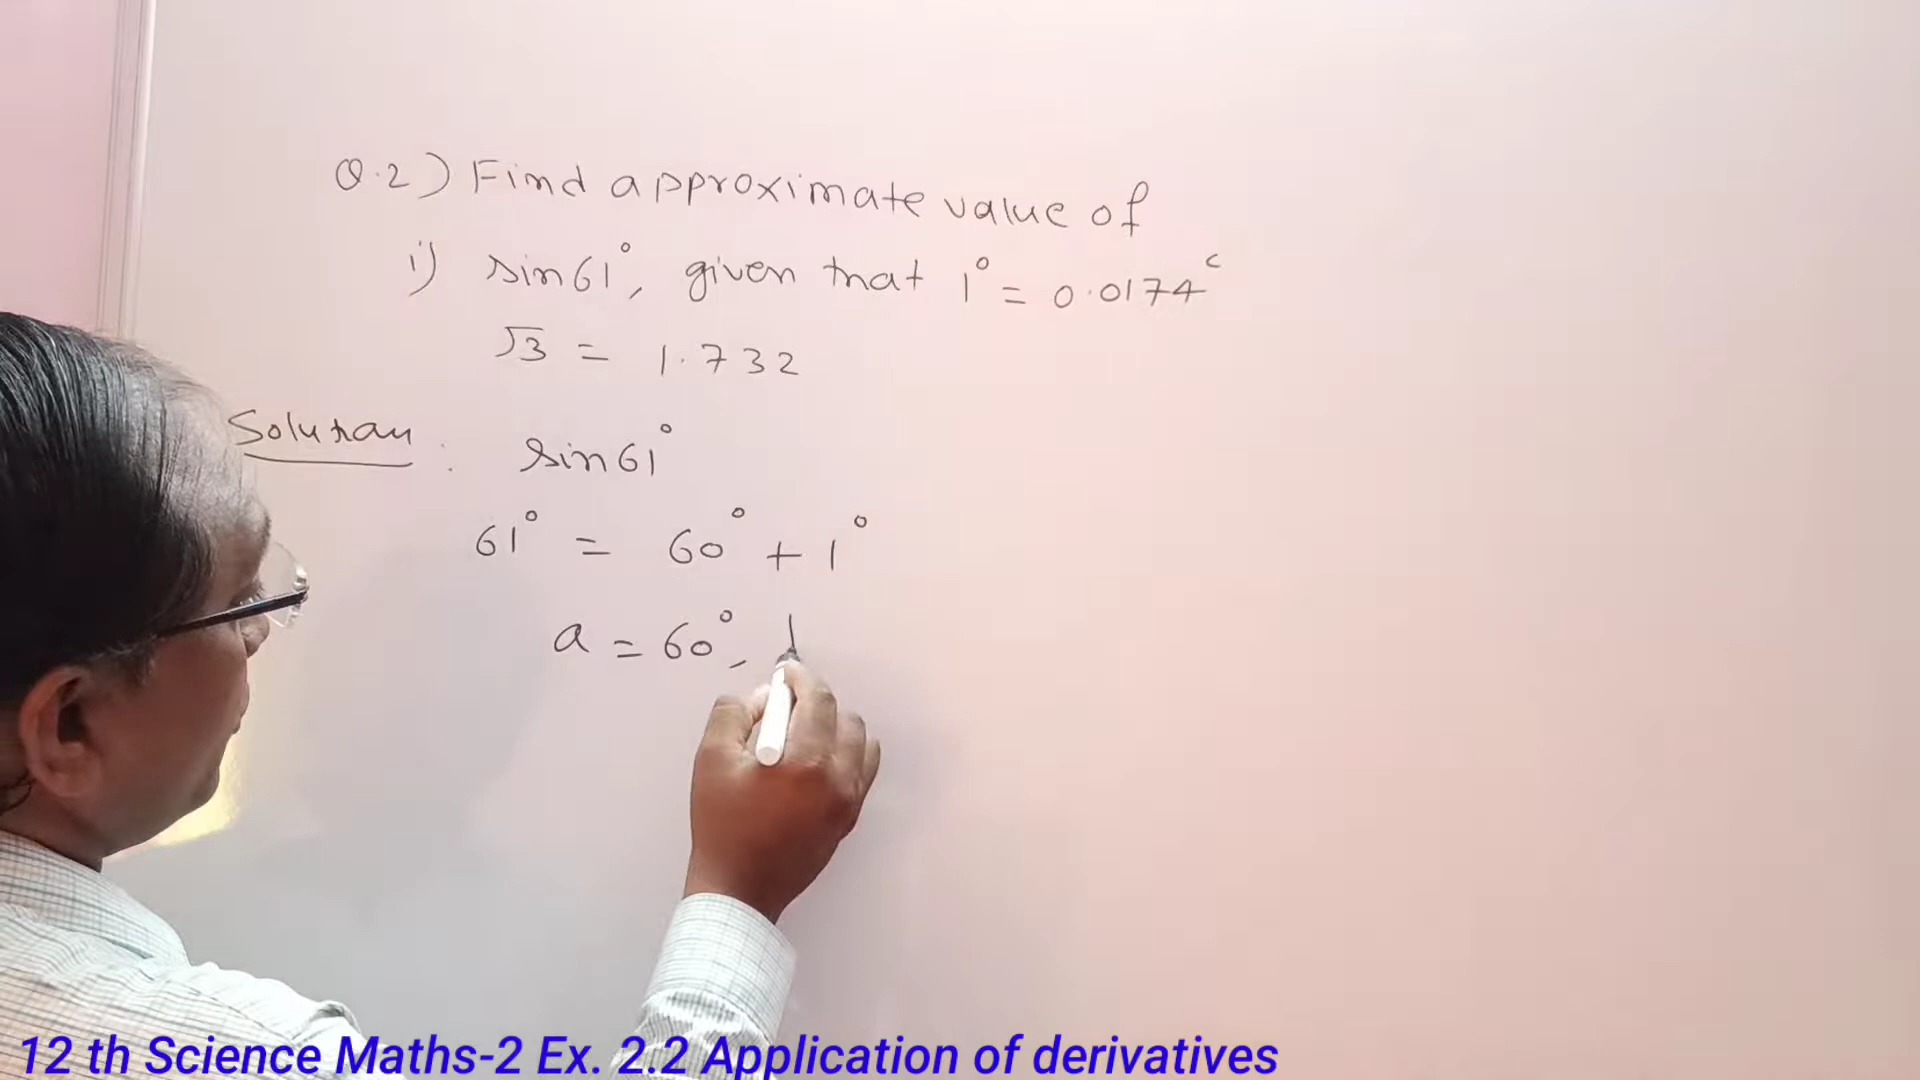 Q.2) Find approximate value of
i) sin61°, given that 1° = 0.0174ᶜ
√3 = 1.732
Solution : sin61°
61° = 60° + 1°
a = 60°,
12 th Science Maths-2 Ex. 2.2 Application of derivatives